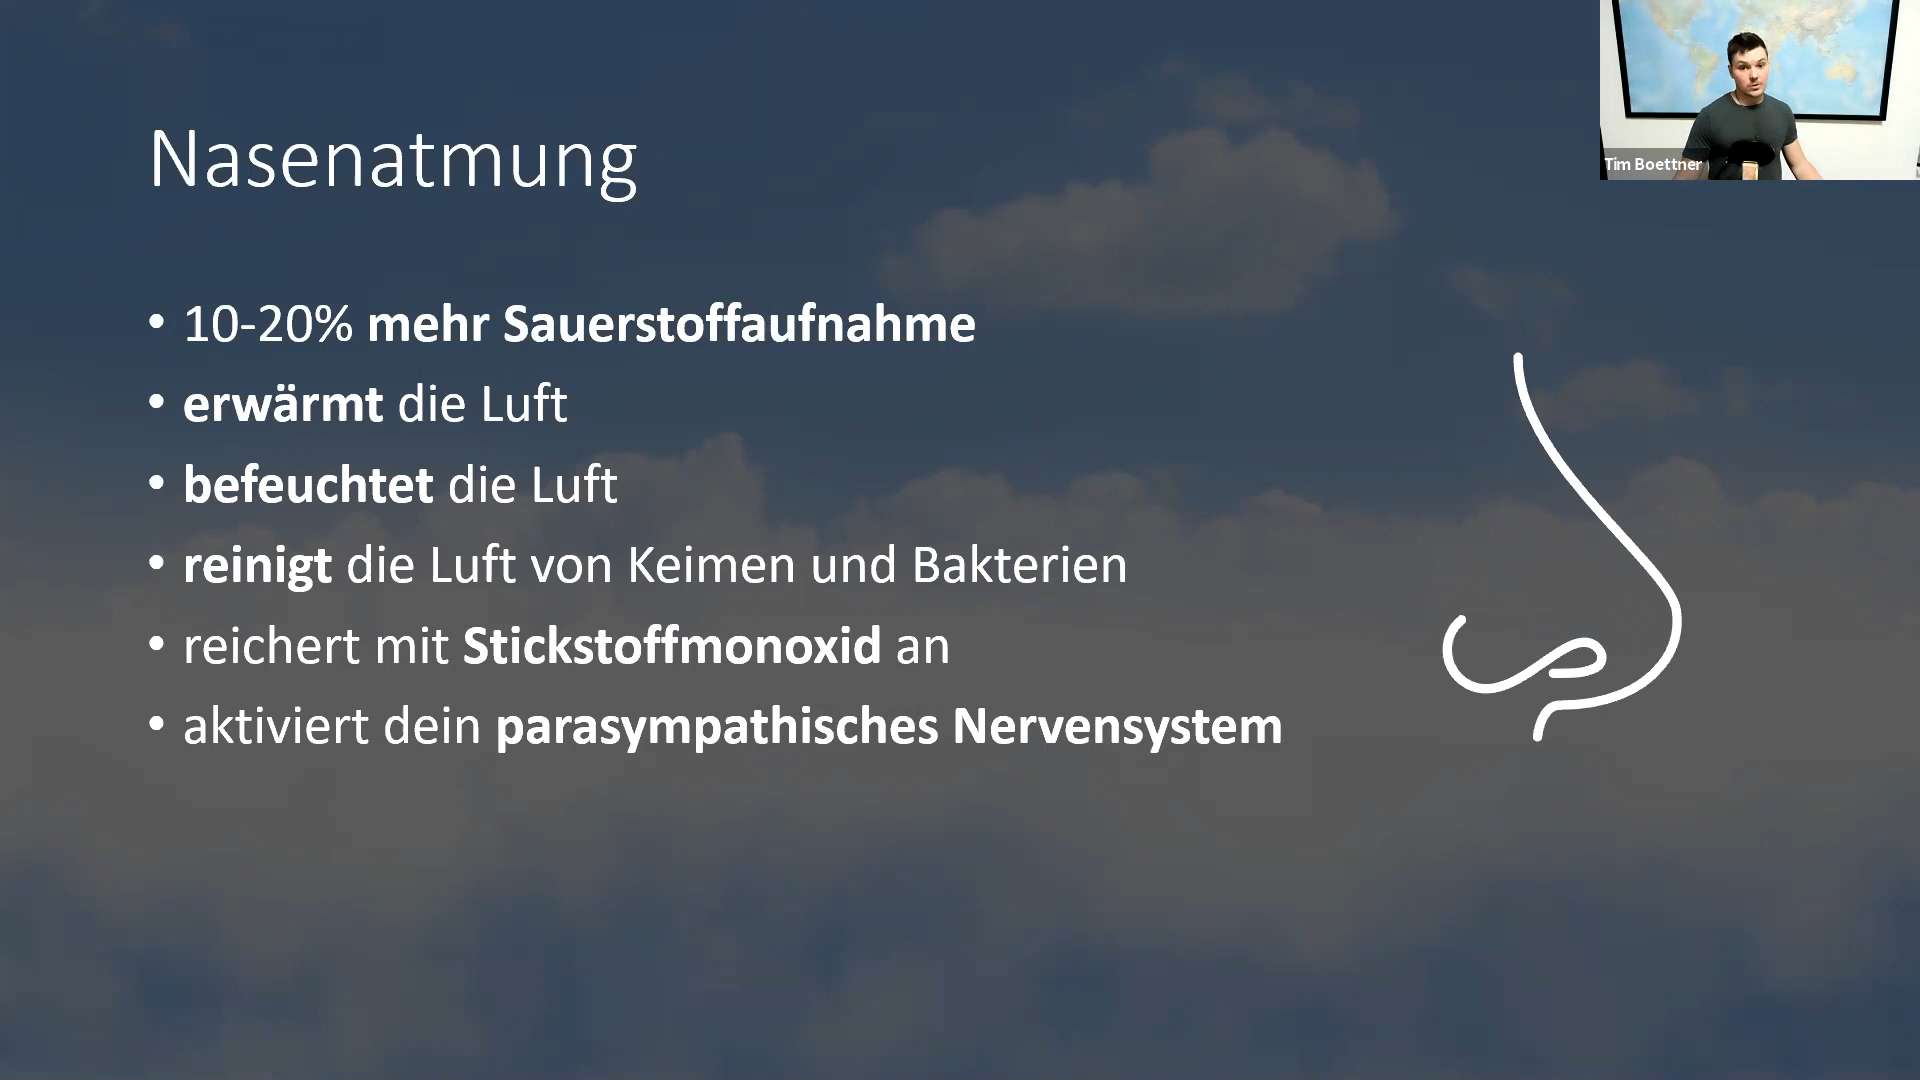 Nasenatmung
• 10-20% mehr Sauerstoffaufnahme
• erwärmt die Luft
• befeuchtet die Luft
• reinigt die Luft von Keimen und Bakterien
• reichert mit Stickstoffmonoxid an
• aktiviert dein parasympathisches Nervensystem
Tim Boettner